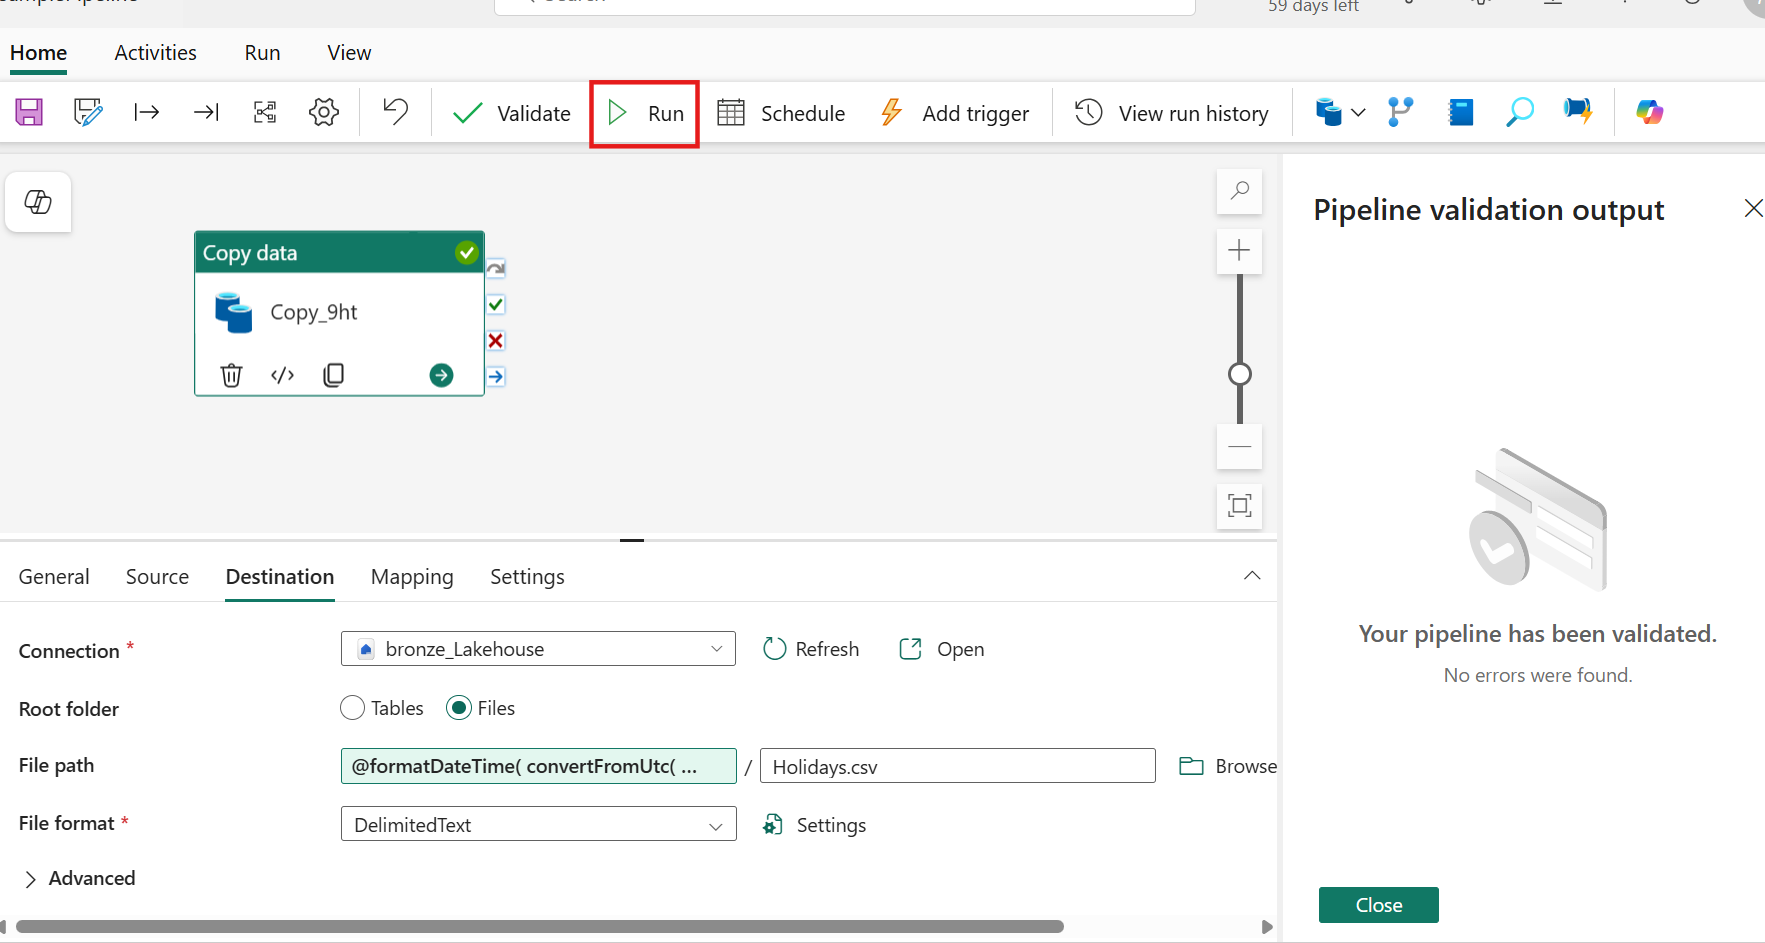 59 days left
Home Activities Run View
Validate Run Schedule Add trigger View run history
Pipeline validation output
Copy data
Copy_9ht
General Source Destination Mapping Settings
Connection * bronze_Lakehouse Refresh Open
Root folder Tables Files
File path @formatDateTime( convertFromUtc( ... / Holidays.csv Browse
File format * DelimitedText Settings
Advanced
Your pipeline has been validated.
No errors were found.
Close